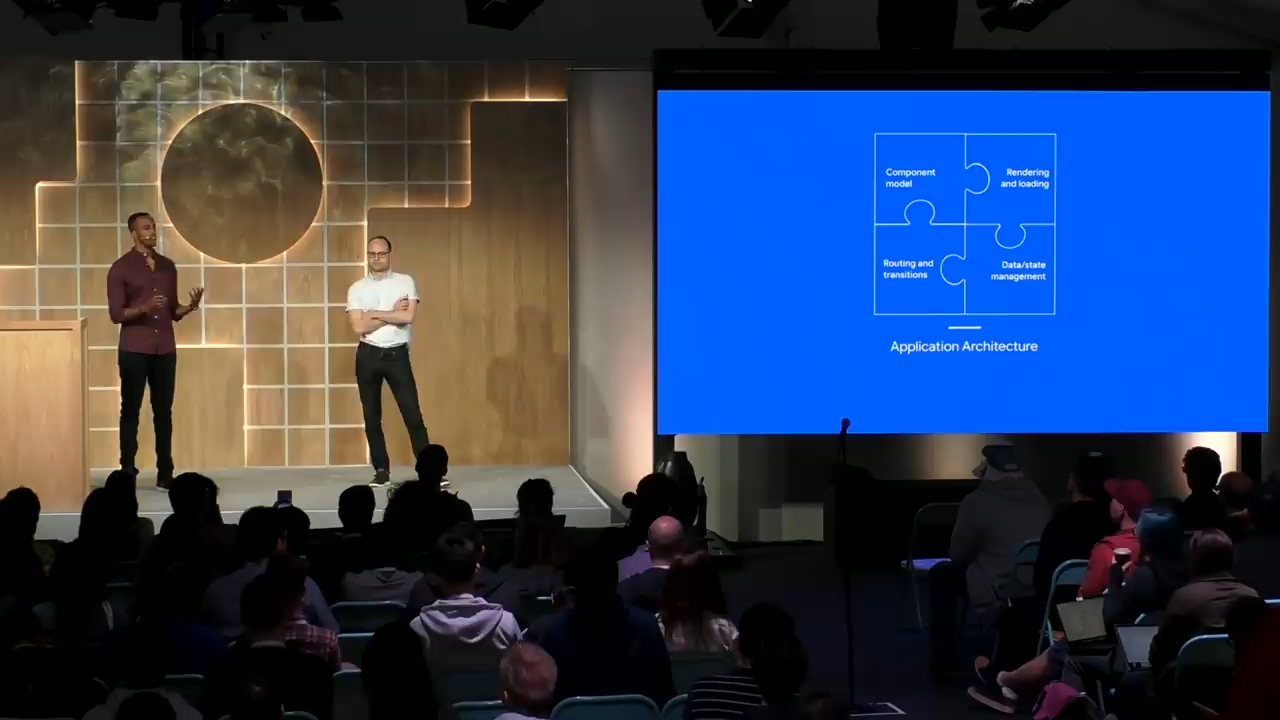 Component
model
Rendering
and loading
Routing and
transitions
Data/state
management
Application Architecture